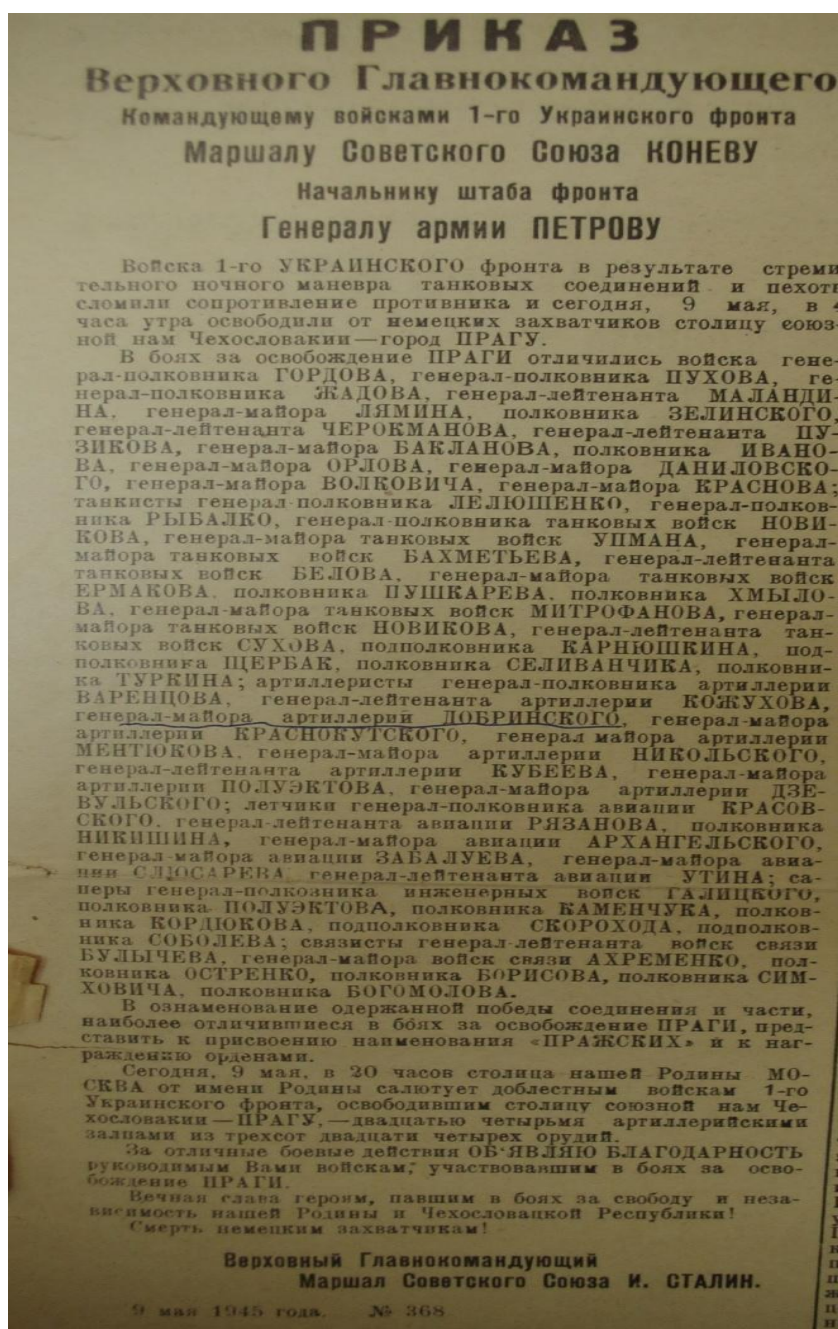 ПРИКАЗ
Верховного Главнокомандующего
Командующему войсками 1-го Украинского фронта
Маршалу Советского Союза КОНЕВУ
Начальнику штаба фронта
Генералу армии ПЕТРОВУ
Войска 1-го УКРАИНСКОГО фронта в результате стреми
тельного ночного маневра танковых соединений и пехоты
сломили сопротивление противника и сегодня, 9 мая, в 4
часа утра освободили от немецких захватчиков столицу союз-
ной нам Чехословакии—город ПРАГУ.
В боях за освобождение ПРАГИ отличились войска гене-
рал-полковника ГОРДОВА, генерал-полковника ПУХОВА, ге-
нерал-полковника ЖАДОВА, генерал-лейтенанта МАЛАНДИ-
НА, генерал-майора ЛЯМИНА, полковника ЗЕЛИНСКОГО,
генерал-лейтенанта ЧЕРОКМАНОВА, генерал-лейтенанта ПУ-
ЗИКОВА, генерал-майора БАКЛАНОВА, полковника ИВАНО-
ВА, генерал-майора ОРЛОВА, генерал-майора ДАНИЛОВСКО-
ГО, генерал-майора ВОЛКОВИЧА, генерал-майора КРАСНОВА;
танкисты генерал-полковника ЛЕЛЮШЕНКО, генерал-полков-
ника РЫБАЛКО, генерал-полковника танковых войск НОВИ-
КОВА, генерал-майора танковых войск УПМАНА, генерал-
майора танковых войск БАХМЕТЬЕВА, генерал-лейтенанта
танковых войск БЕЛОВА, генерал-майора танковых войск
ЕРМАКОВА, полковника ПУШКАРЕВА, полковника ХМЫЛО-
ВА, генерал-майора танковых войск МИТРОФАНОВА, генерал-
майора танковых войск НОВИКОВА, генерал-лейтенанта тан-
ковых войск СУХОВА, подполковника КАРНЮШКИНА, под-
полковника ЩЕРБАК, полковника СЕЛИВАНЧИКА, полковни-
ка ТУРКИНА; артиллеристы генерал-полковника артиллерии
ВАРЕНЦОВА, генерал-лейтенанта артиллерии КОЖУХОВА,
генерал-майора артиллерии ДОБРИНСКОГО, генерал-майора
артиллерии КРАСНОКУТСКОГО, генерал майора артиллерии
МЕНТЮКОВА, генерал-майора артиллерии НИКОЛЬСКОГО,
генерал-лейтенанта артиллерии КУБЕЕВА, генерал-майора
артиллерии ПОЛУЭКТОВА, генерал-майора артиллерии ДЗЕ-
ВУЛЬСКОГО; летчики генерал-полковника авиации КРАСОВ-
СКОГО, генерал-лейтенанта авиации РЯЗАНОВА, полковника
НИКИШИНА, генерал-майора авиации АРХАНГЕЛЬСКОГО,
генерал-майора авиации ЗАБАЛУЕВА, генерал-майора авиа-
ции СЛЮСАРЕВА, генерал-лейтенанта авиации УТИНА; са-
перы генерал-полковника инженерных войск ГАЛИЦКОГО,
полковника ПОЛУЭКТОВА, полковника КАМЕНЧУКА, полков-
ника КОРДЮКОВА, подполковника СКОРОХОДА, подполков-
ника СОБОЛЕВА; связисты генерал-лейтенанта войск связи
БУЛЫЧЕВА, генерал-майора войск связи АХРЕМЕНКО, пол-
ковника ОСТРЕНКО, полковника БОРИСОВА, полковника СИМ-
ХОВИЧА, полковника БОГОМОЛОВА.
В ознаменование одержанной победы соединения и части,
наиболее отличившиеся в боях за освобождение ПРАГИ, пред-
ставить к присвоению наименования «ПРАЖСКИХ» и к наг-
раждению орденами.
Сегодня, 9 мая, в 20 часов столица нашей Родины МО-
СКВА от имени Родины салютует доблестным войскам 1-го
Украинского фронта, освободившим столицу союзной нам Че-
хословакии—ПРАГУ,—двадцатью четырьмя артиллерийскими
залпами из трехсот двадцати четырех орудий.
За отличные боевые действия ОБ'ЯВЛЯЮ БЛАГОДАРНОСТЬ
руководимым Вами войскам, участвовавшим в боях за осво-
бождение ПРАГИ.
Вечная слава героям, павшим в боях за свободу и неза-
висимость нашей Родины и Чехословацкой Республики!
Смерть немецким захватчикам!
Верховный Главнокомандующий
Маршал Советского Союза И. СТАЛИН.
9 мая 1945 года. № 368